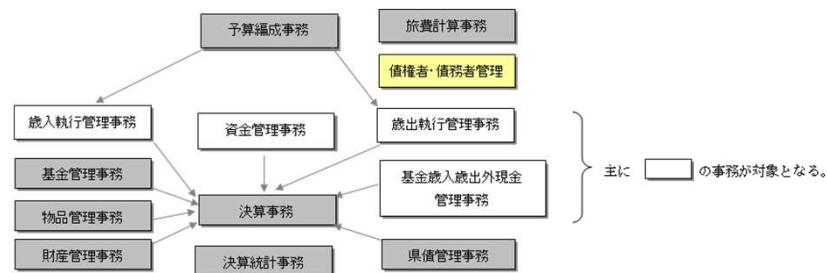 予算編成事務
旅費計算事務
債権者・債務者管理
歳入執行管理事務
資金管理事務
歳出執行管理事務
主に
の事務が対象となる。
基金管理事務
基金歳入歳出外現金
管理事務
物品管理事務
決算事務
財産管理事務
決算統計事務
県債管理事務